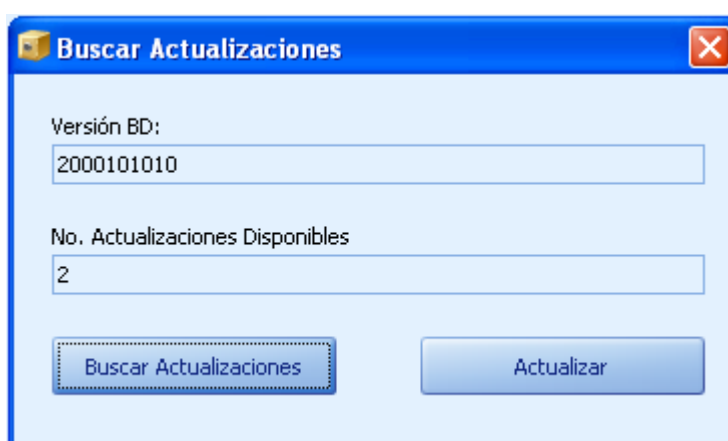 Buscar Actualizaciones
Versión BD:
2000101010
No. Actualizaciones Disponibles
2
Buscar Actualizaciones
Actualizar